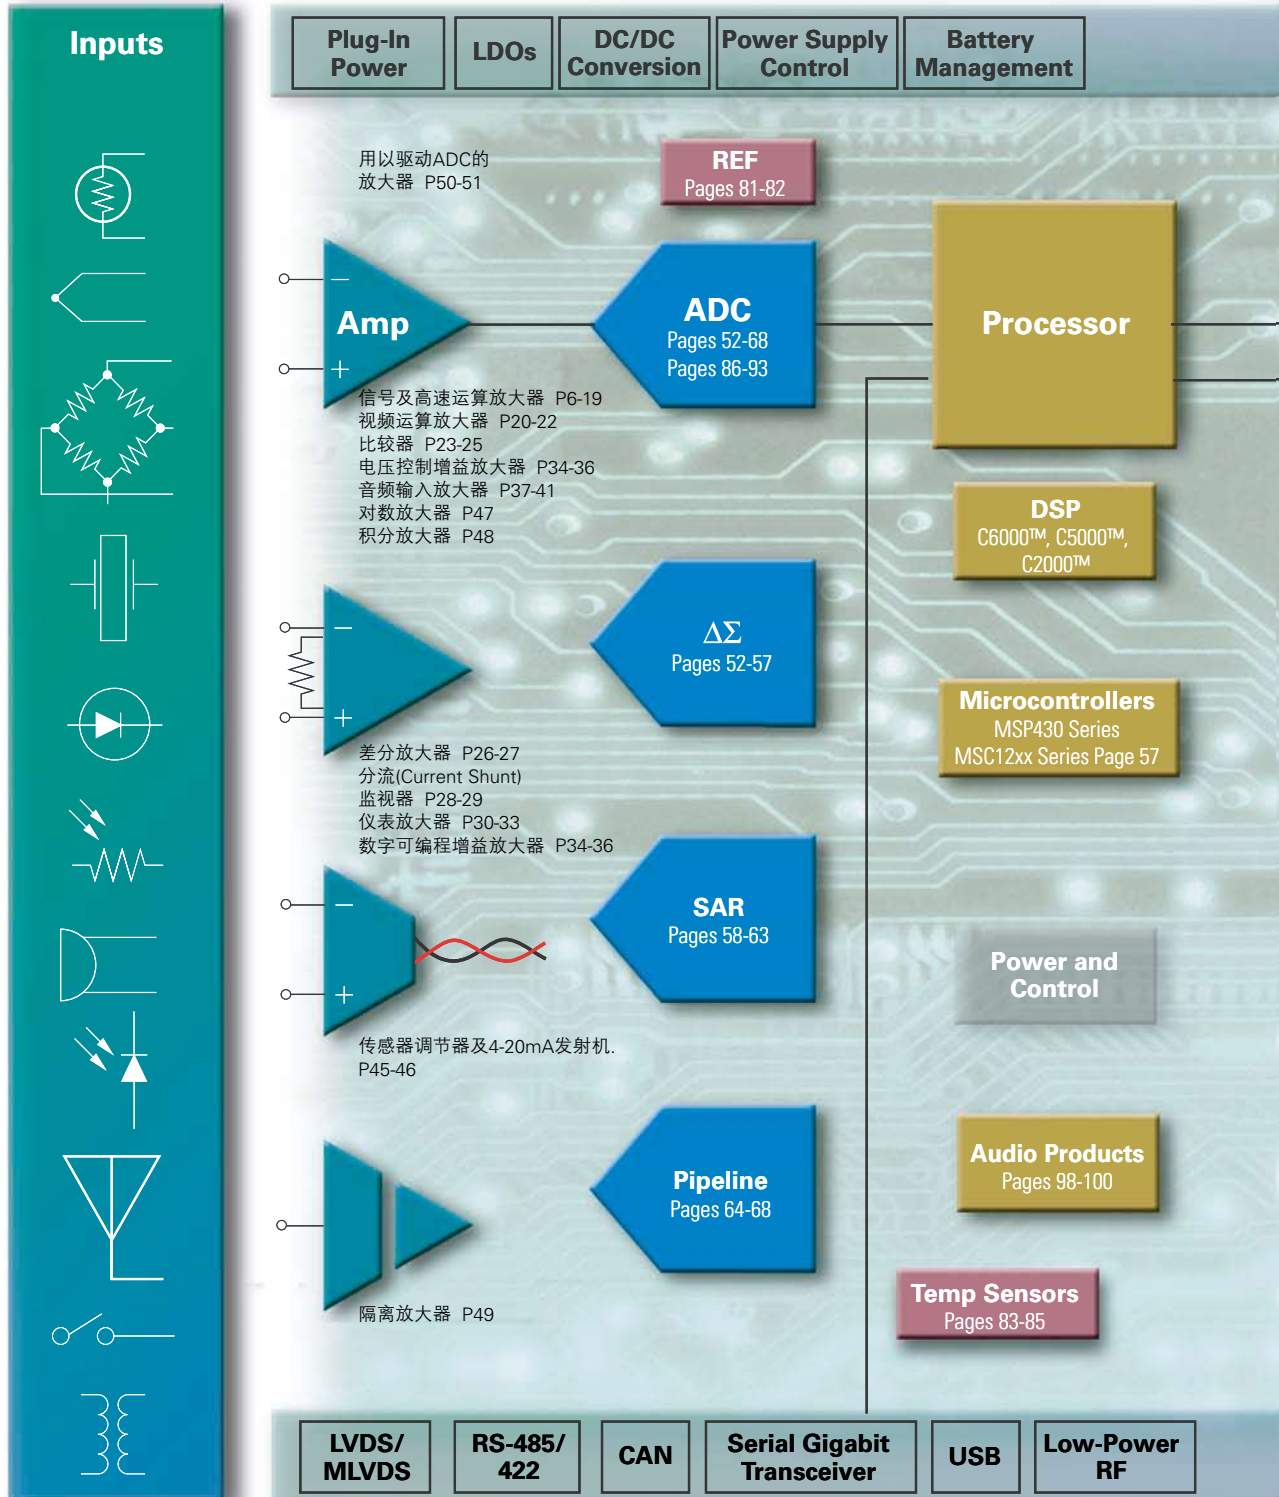 Inputs
Plug-In
Power
LDOs
DC/DC
Conversion
Power Supply
Control
Battery
Management
用以驱动ADC的
放大器 P50-51
REF
Pages 81-82
Amp
ADC
Pages 52-68
Pages 86-93
Processor
信号及高速运算放大器 P6-19
视频运算放大器 P20-22
比较器 P23-25
电压控制增益放大器 P34-36
音频输入放大器 P37-41
对数放大器 P47
积分放大器 P48
DSP
C6000™, C5000™,
C2000™
ΔΣ
Pages 52-57
Microcontrollers
MSP430 Series
MSC12xx Series Page 57
差分放大器 P26-27
分流(Current Shunt)
监视器 P28-29
仪表放大器 P30-33
数字可编程增益放大器 P34-36
SAR
Pages 58-63
Power and
Control
传感器调节器及4-20mA发射机.
P45-46
Pipeline
Pages 64-68
Audio Products
Pages 98-100
隔离放大器 P49
Temp Sensors
Pages 83-85
LVDS/
MLVDS
RS-485/
422
CAN
Serial Gigabit
Transceiver
USB
Low-Power
RF